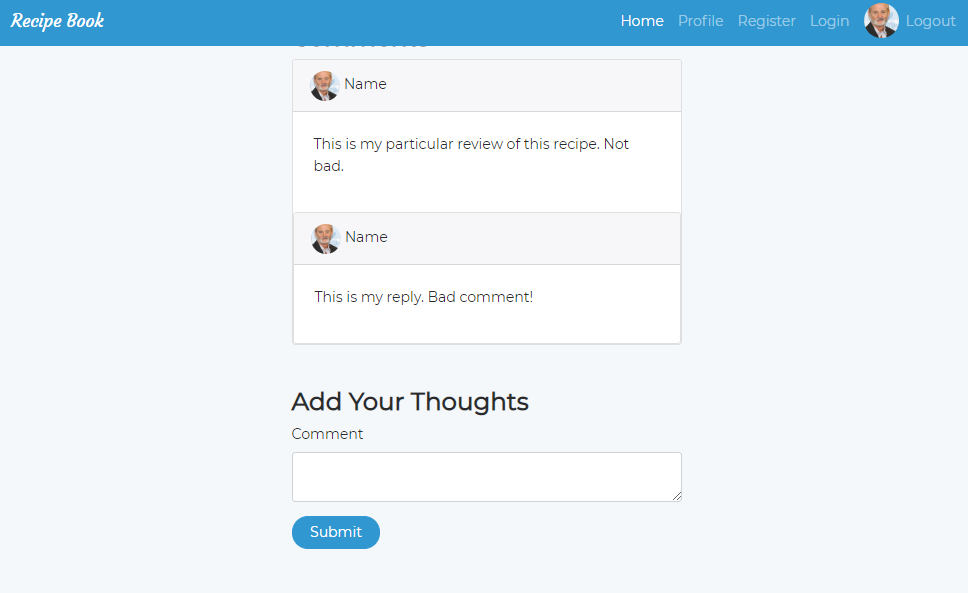 Recipe Book Home Profile Register Login Logout
Name
This is my particular review of this recipe. Not
bad.
Name
This is my reply. Bad comment!
Add Your Thoughts
Comment
Submit